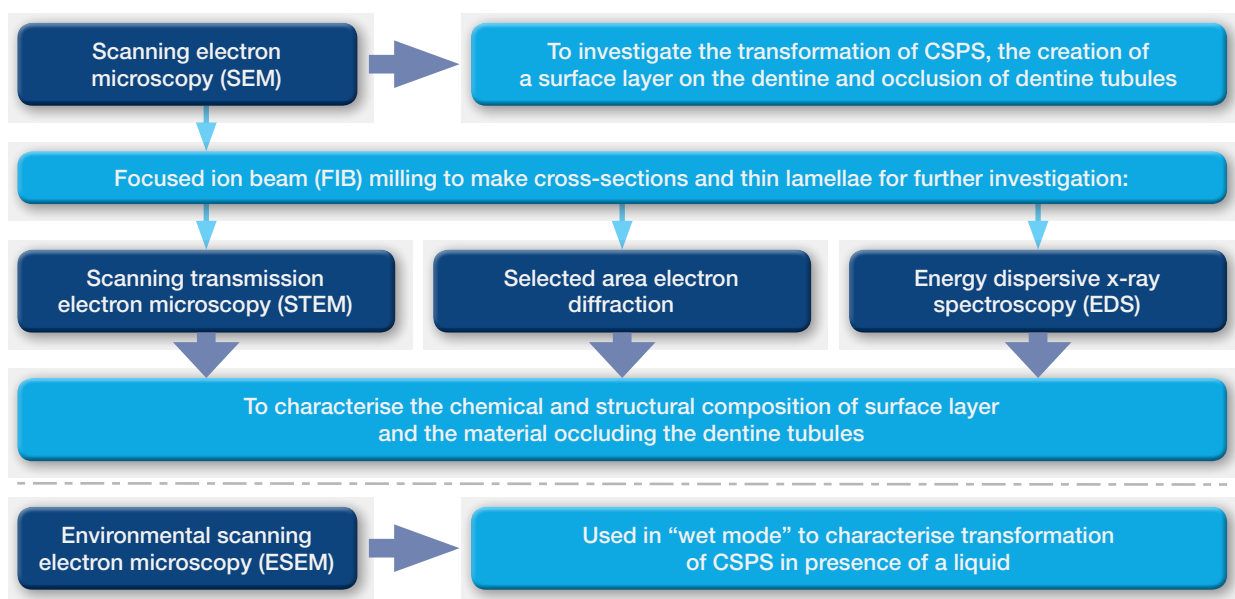 Scanning electron
microscopy (SEM)
To investigate the transformation of CSPS, the creation of
a surface layer on the dentine and occlusion of dentine tubules
Focused ion beam (FIB) milling to make cross-sections and thin lamellae for further investigation:
Scanning transmission
electron microscopy (STEM)
Selected area electron
diffraction
Energy dispersive x-ray
spectroscopy (EDS)
To characterise the chemical and structural composition of surface layer
and the material occluding the dentine tubules
Environmental scanning
electron microscopy (ESEM)
Used in “wet mode” to characterise transformation
of CSPS in presence of a liquid